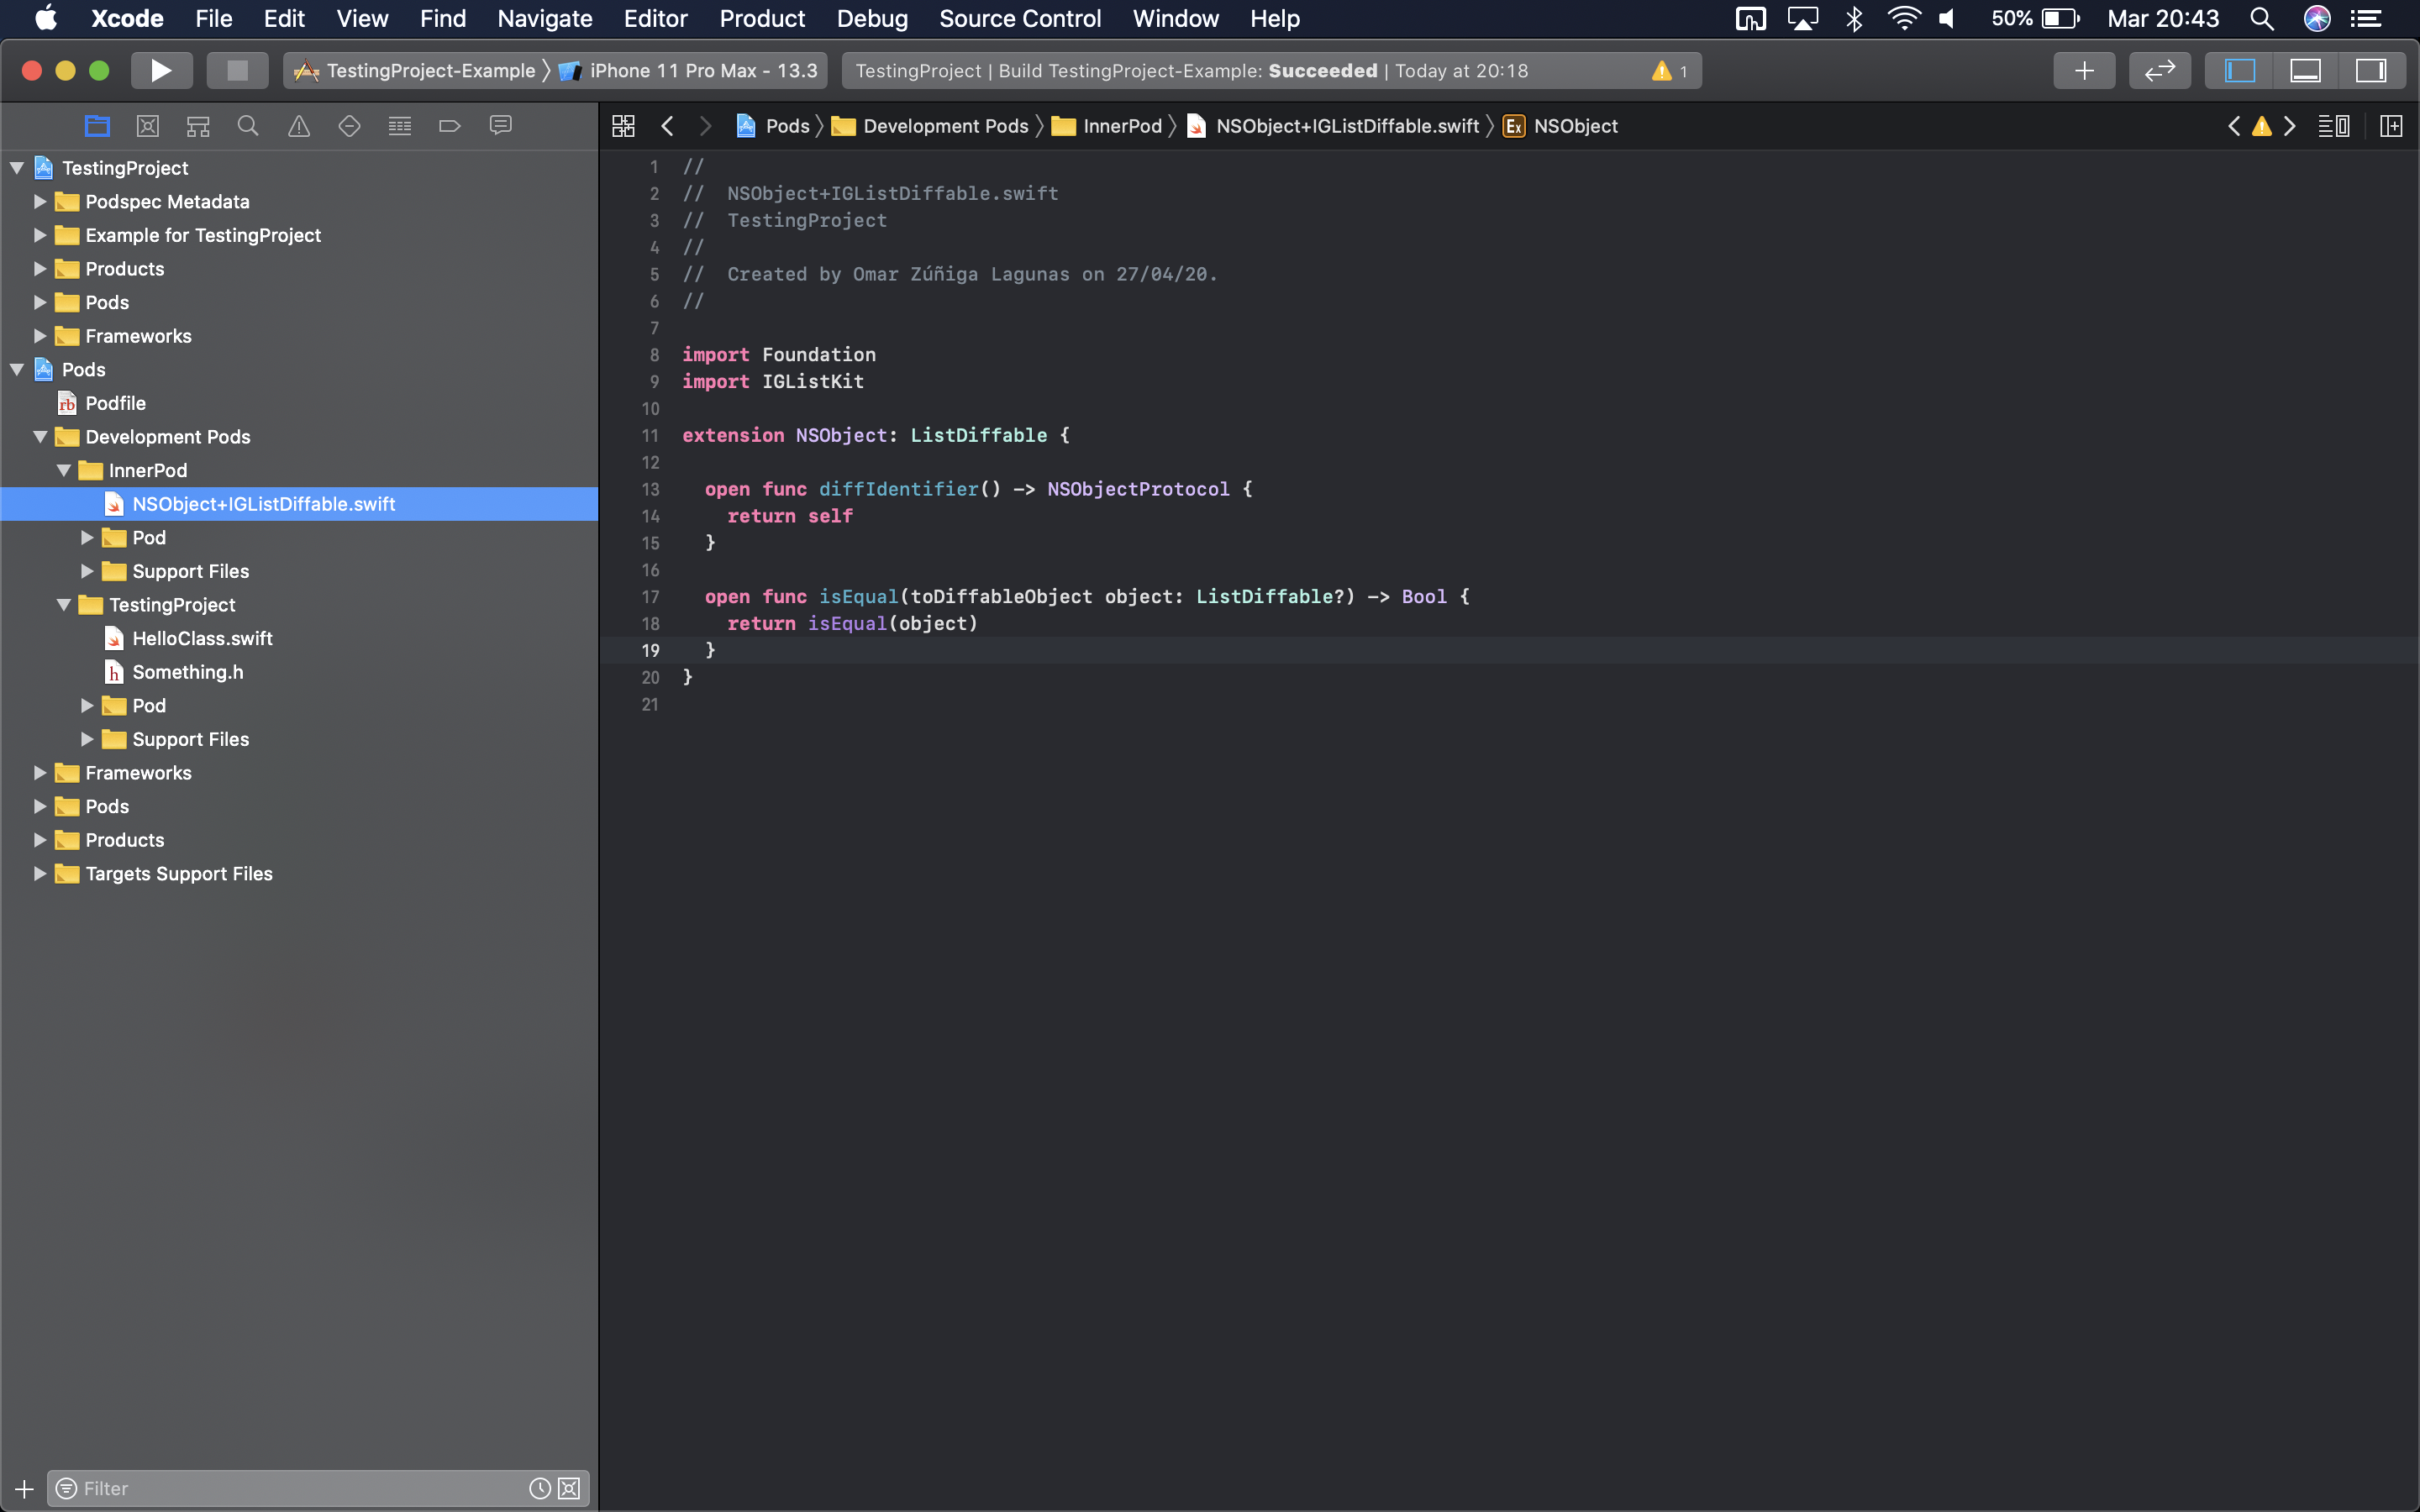 Xcode File Edit View Find Navigate Editor Product Debug Source Control Window Help 50% Mar 20:43
TestingProject-Example iPhone 11 Pro Max - 13.3 TestingProject | Build TestingProject-Example: Succeeded | Today at 20:18 1
Pods Development Pods InnerPod NSObject+IGListDiffable.swift Ex NSObject
TestingProject
Podspec Metadata
Example for TestingProject
Products
Pods
Frameworks
Pods
rb Podfile
Development Pods
InnerPod
NSObject+IGListDiffable.swift
Pod
Support Files
TestingProject
HelloClass.swift
h Something.h
Pod
Support Files
Frameworks
Pods
Products
Targets Support Files
Filter
1 //
2 //  NSObject+IGListDiffable.swift
3 //  TestingProject
4 //
5 //  Created by Omar Zúñiga Lagunas on 27/04/20.
6 //
7
8 import Foundation
9 import IGListKit
10
11 extension NSObject: ListDiffable {
12
13   open func diffIdentifier() -> NSObjectProtocol {
14     return self
15   }
16
17   open func isEqual(toDiffableObject object: ListDiffable?) -> Bool {
18     return isEqual(object)
19   }
20 }
21